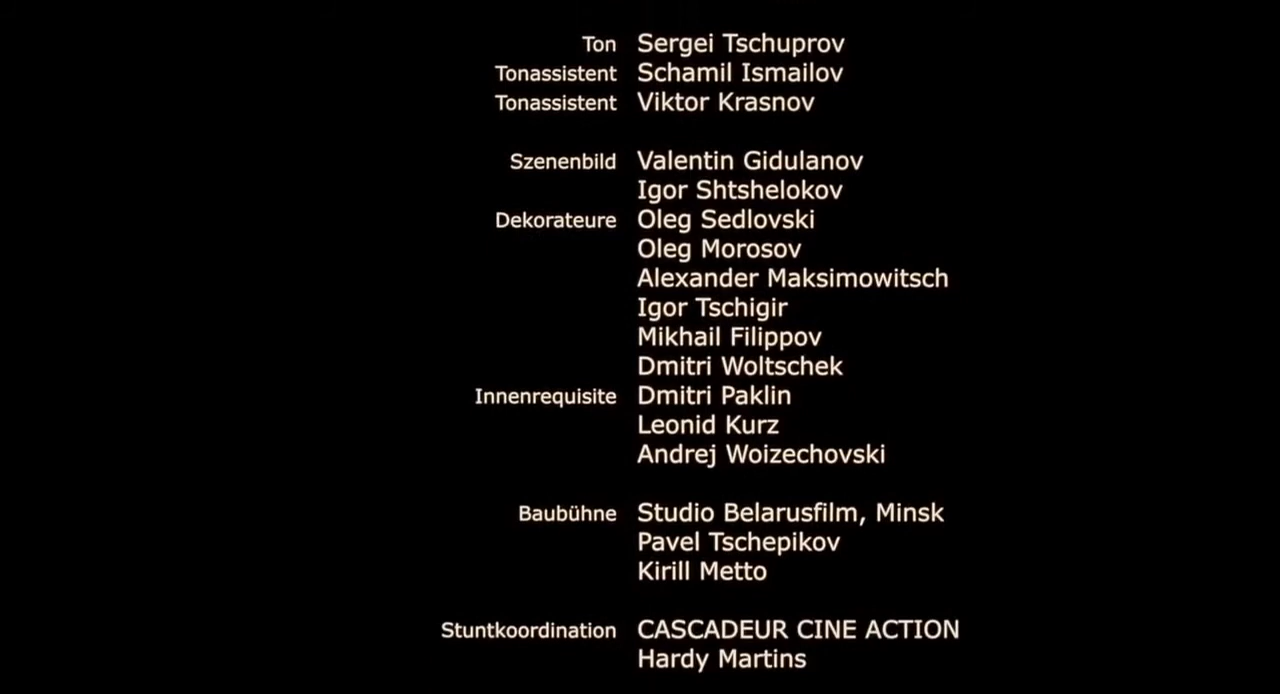 Ton Sergei Tschuprov
Tonassistent Schamil Ismailov
Tonassistent Viktor Krasnov
Szenenbild Valentin Gidulanov
Igor Shtshelokov
Dekorateure Oleg Sedlovski
Oleg Morosov
Alexander Maksimowitsch
Igor Tschigir
Mikhail Filippov
Dmitri Woltschek
Innenrequisite Dmitri Paklin
Leonid Kurz
Andrej Woizechovski
Baubühne Studio Belarusfilm, Minsk
Pavel Tschepikov
Kirill Metto
Stuntkoordination CASCADEUR CINE ACTION
Hardy Martins